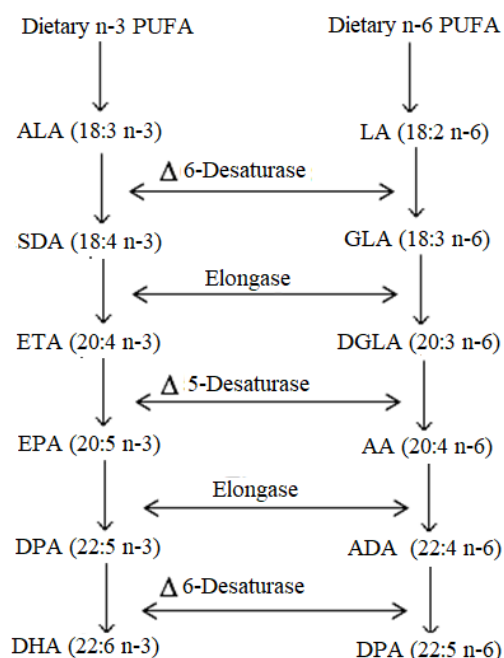 Dietary n-3 PUFA Dietary n-6 PUFA
ALA (18:3 n-3) LA (18:2 n-6)
Δ 6-Desaturase
SDA (18:4 n-3) GLA (18:3 n-6)
Elongase
ETA (20:4 n-3) DGLA (20:3 n-6)
Δ 5-Desaturase
EPA (20:5 n-3) AA (20:4 n-6)
Elongase
DPA (22:5 n-3) ADA (22:4 n-6)
Δ 6-Desaturase
DHA (22:6 n-3) DPA (22:5 n-6)